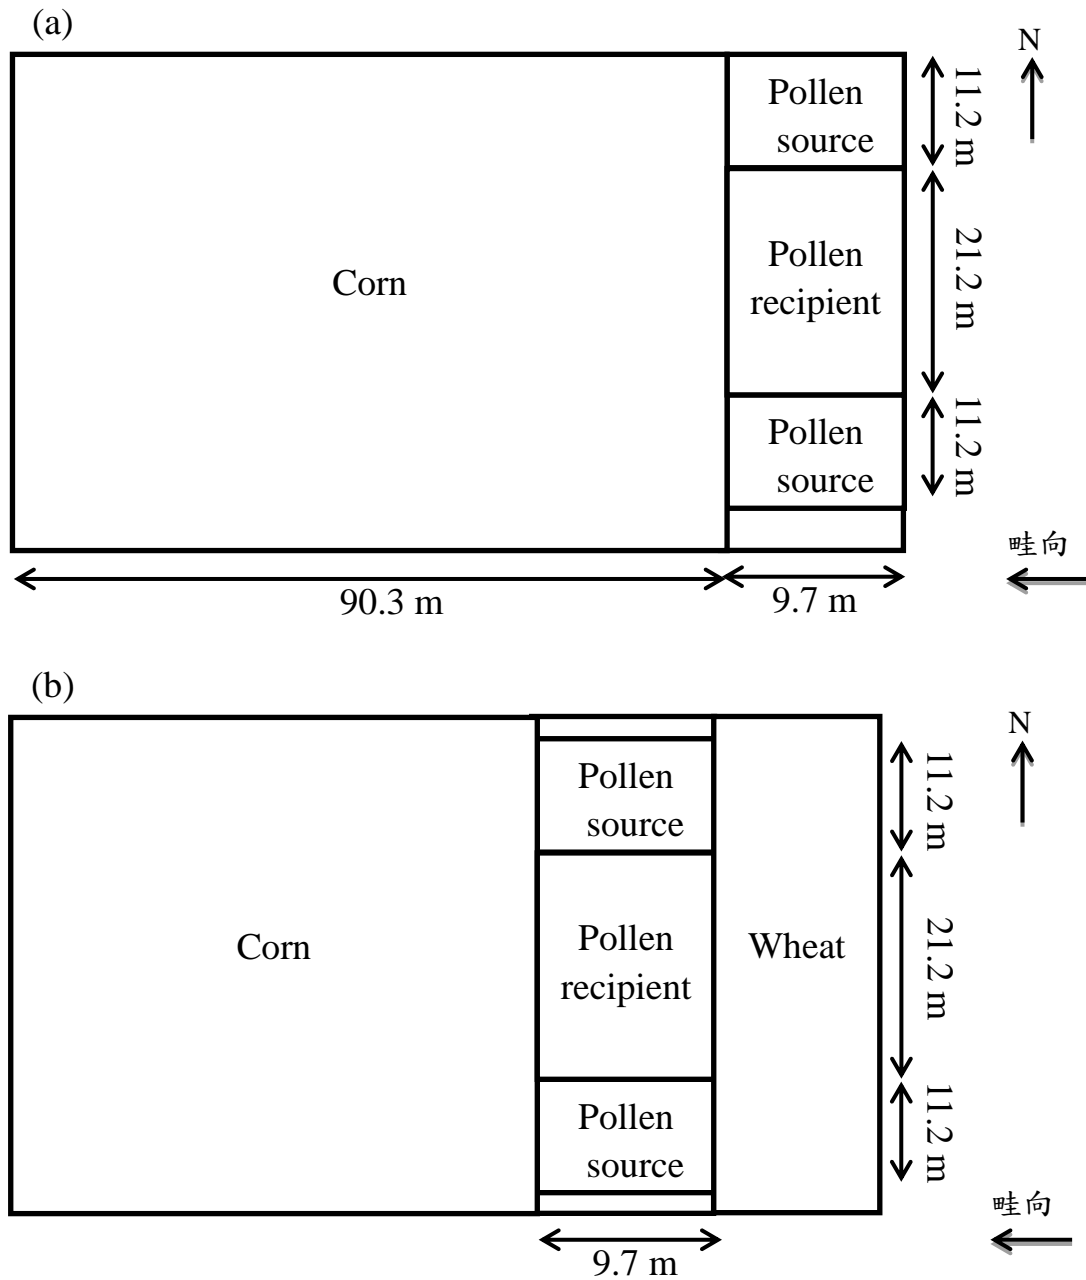 (a)
N
Pollen
source
11.2 m
Corn
Pollen
recipient
21.2 m
Pollen
source
11.2 m
畦向
90.3 m
9.7 m
(b)
N
Pollen
source
11.2 m
Corn
Pollen
recipient
Wheat
21.2 m
Pollen
source
11.2 m
畦向
9.7 m